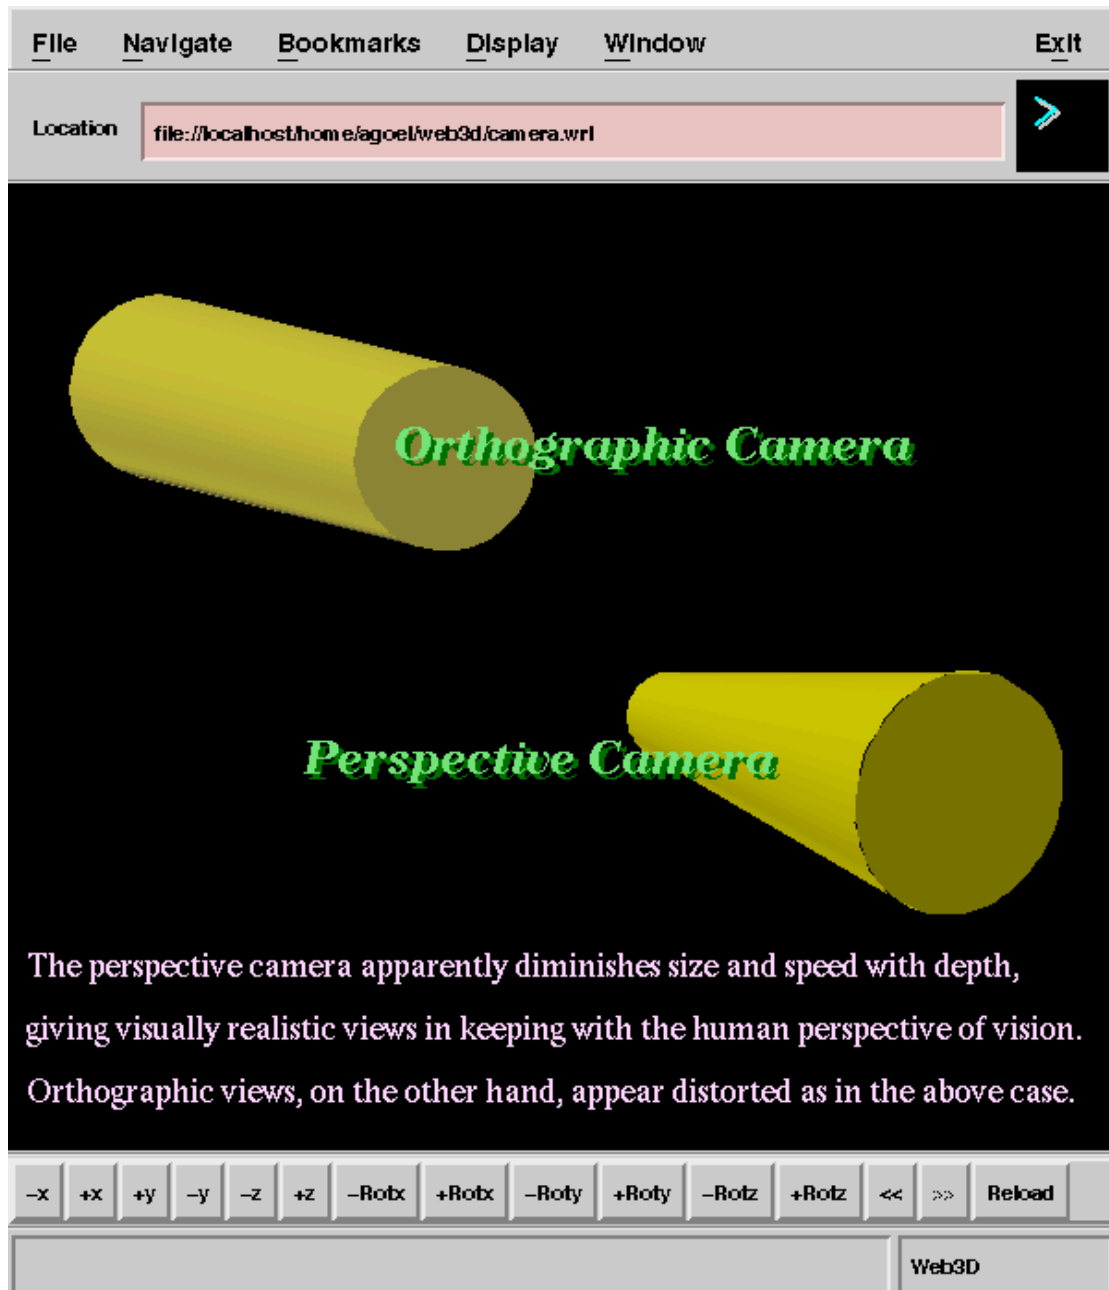 File Navigate Bookmarks Display Window Exit
Location file://localhost/home/agoel/web3d/camera.wrl
Orthographic Camera
Perspective Camera
The perspective camera apparently diminishes size and speed with depth,
giving visually realistic views in keeping with the human perspective of vision.
Orthographic views, on the other hand, appear distorted as in the above case.
-x +x +y -y -z +z -Rotx +Rotx -Roty +Roty -Rotz +Rotz << >> Reload
Web3D